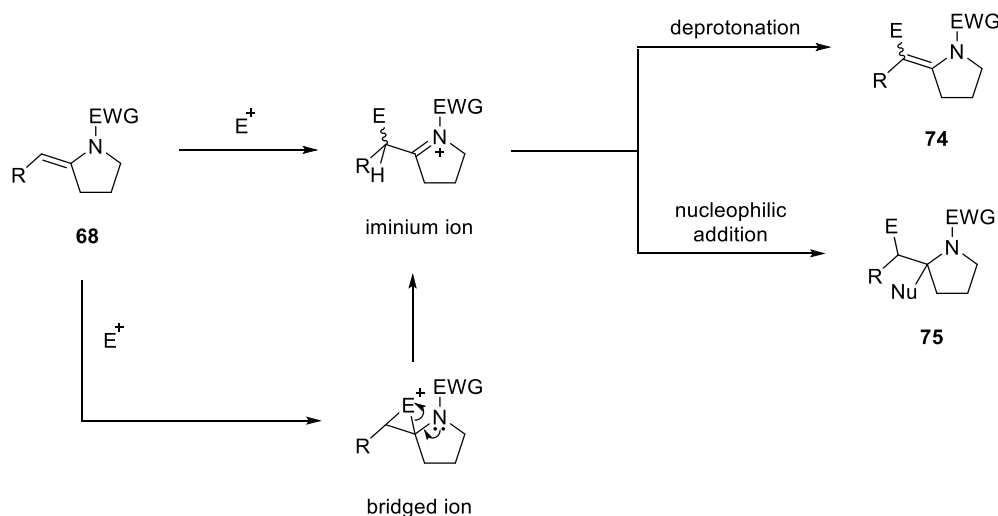 deprotonation
E
EWG
N
R
74
EWG
N
R
68
E+
E
EWG
N
+
R
H
iminium ion
nucleophilic
addition
E
EWG
N
R
Nu
75
E+
EWG
E+
N
R
bridged ion